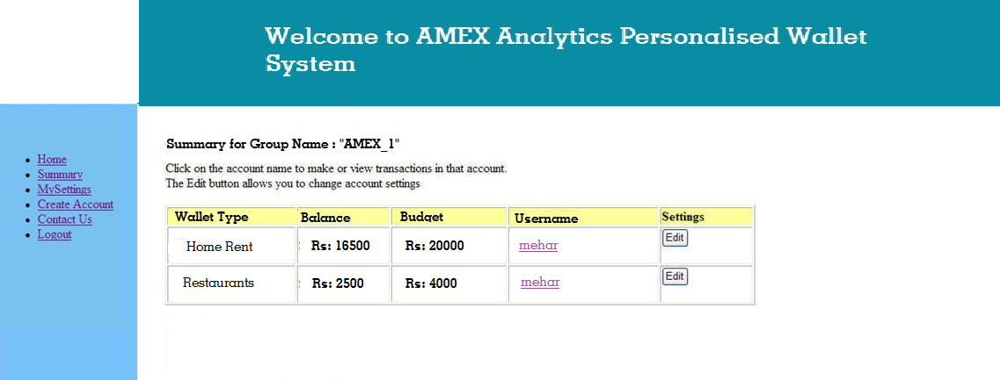 Welcome to AMEX Analytics Personalised Wallet
System
Home
Summary
MySettings
Create Account
Contact Us
Logout
Summary for Group Name : "AMEX_1"
Click on the account name to make or view transactions in that account.
The Edit button allows you to change account settings
Wallet Type Balance Budget Username Settings
Home Rent Rs: 16500 Rs: 20000 mehar Edit
Restaurants Rs: 2500 Rs: 4000 mehar Edit